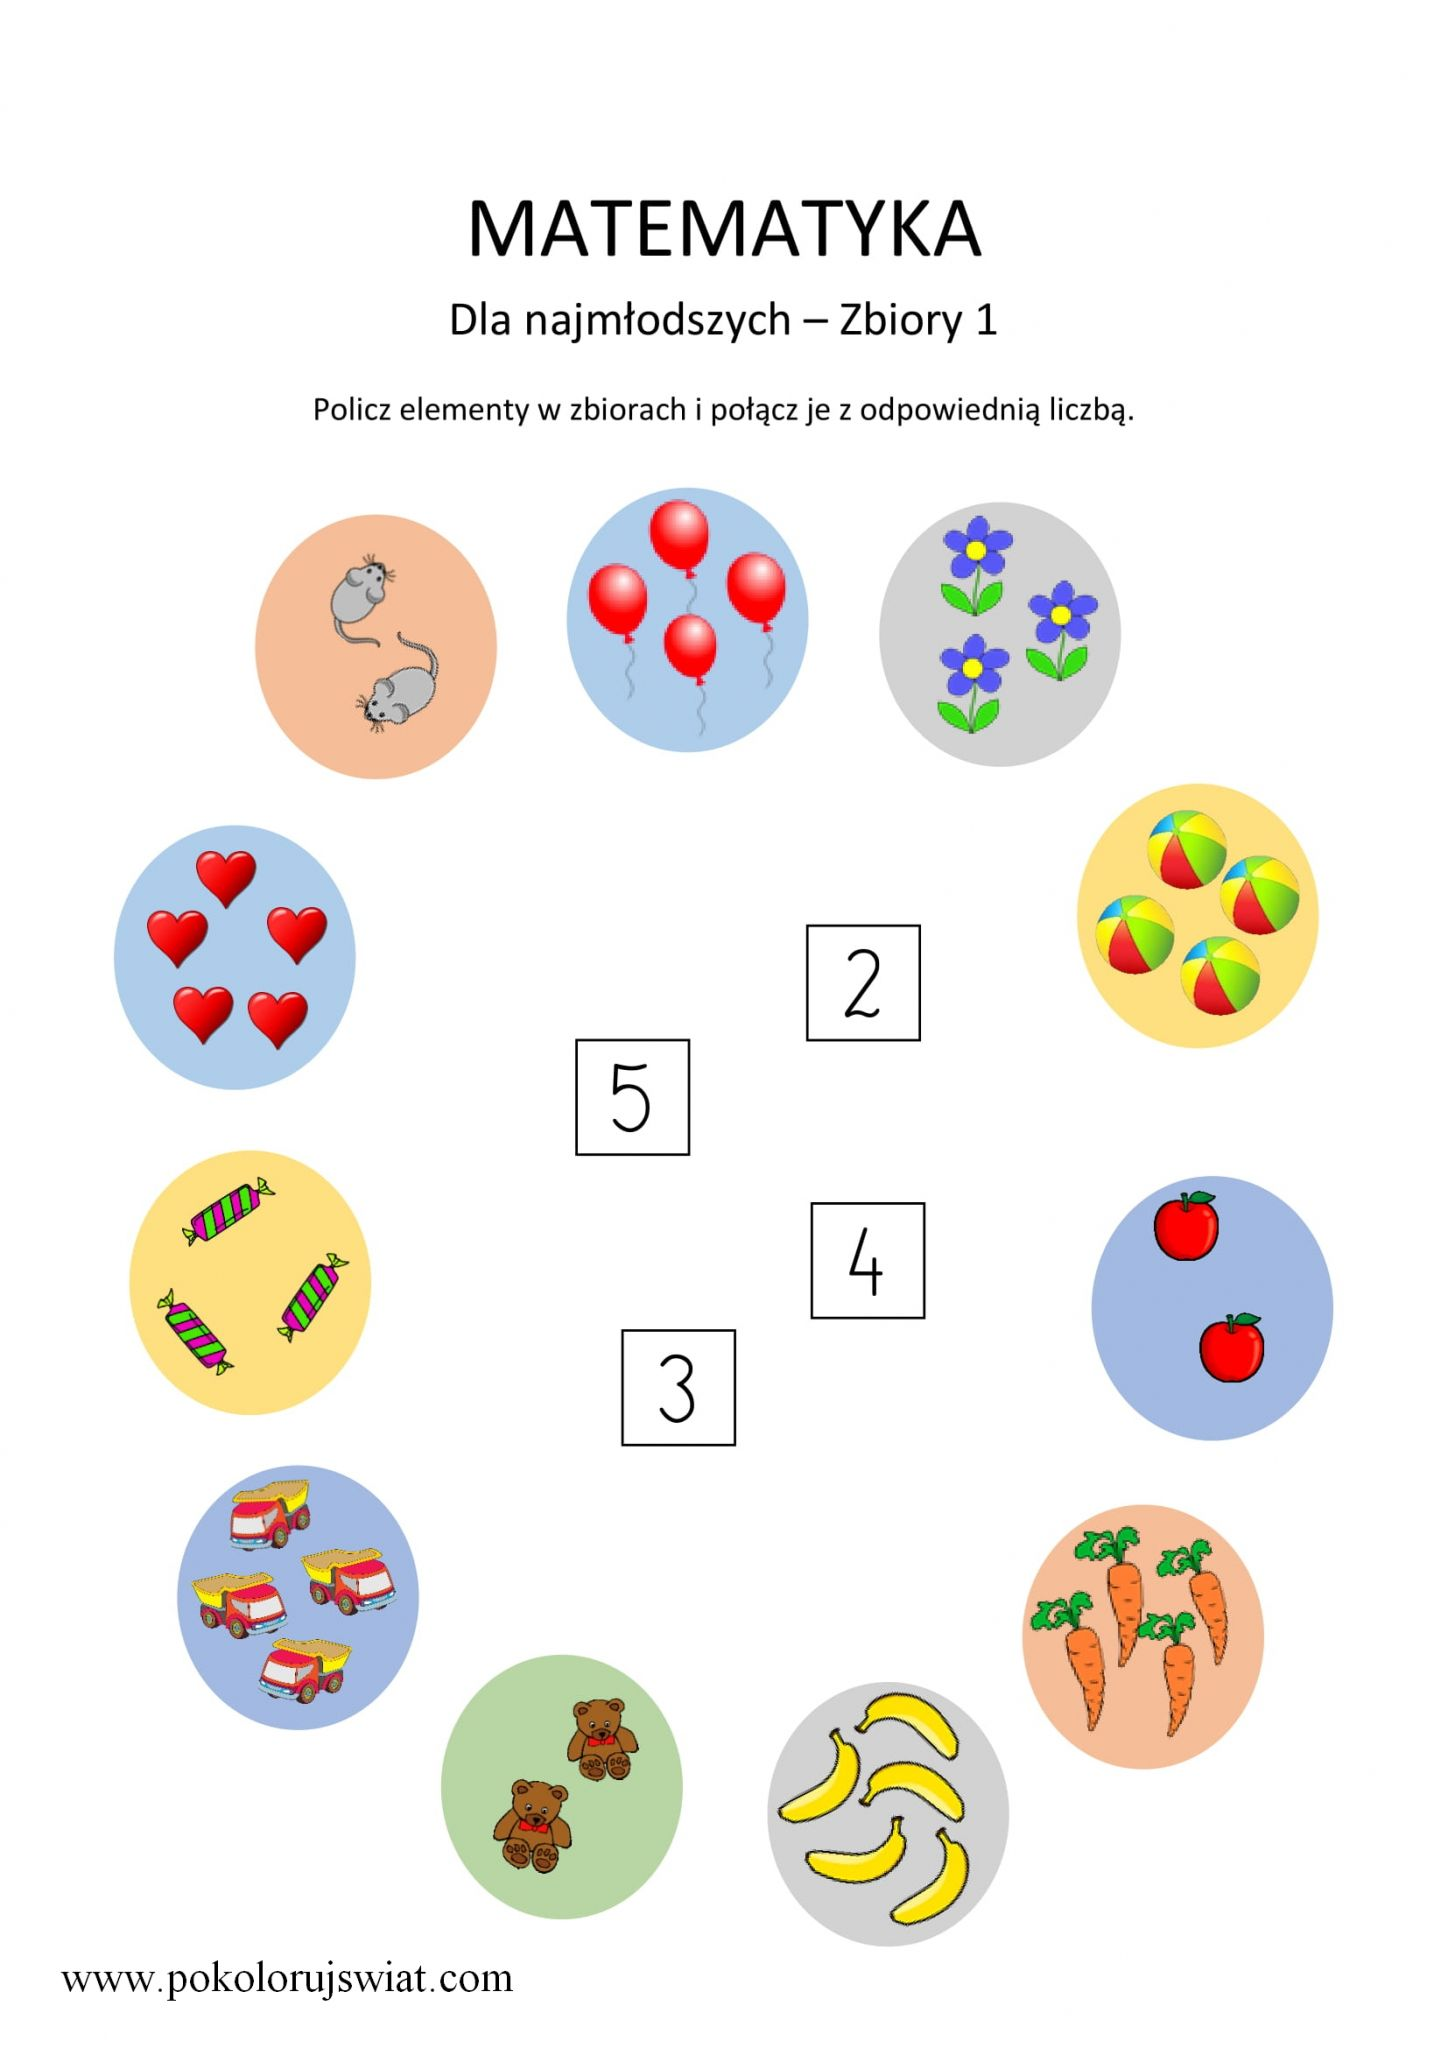 MATEMATYKA
Dla najmłodszych – Zbiory 1
Policz elementy w zbiorach i połącz je z odpowiednią liczbą.
2
5
4
3
www.pokolorujswiat.com